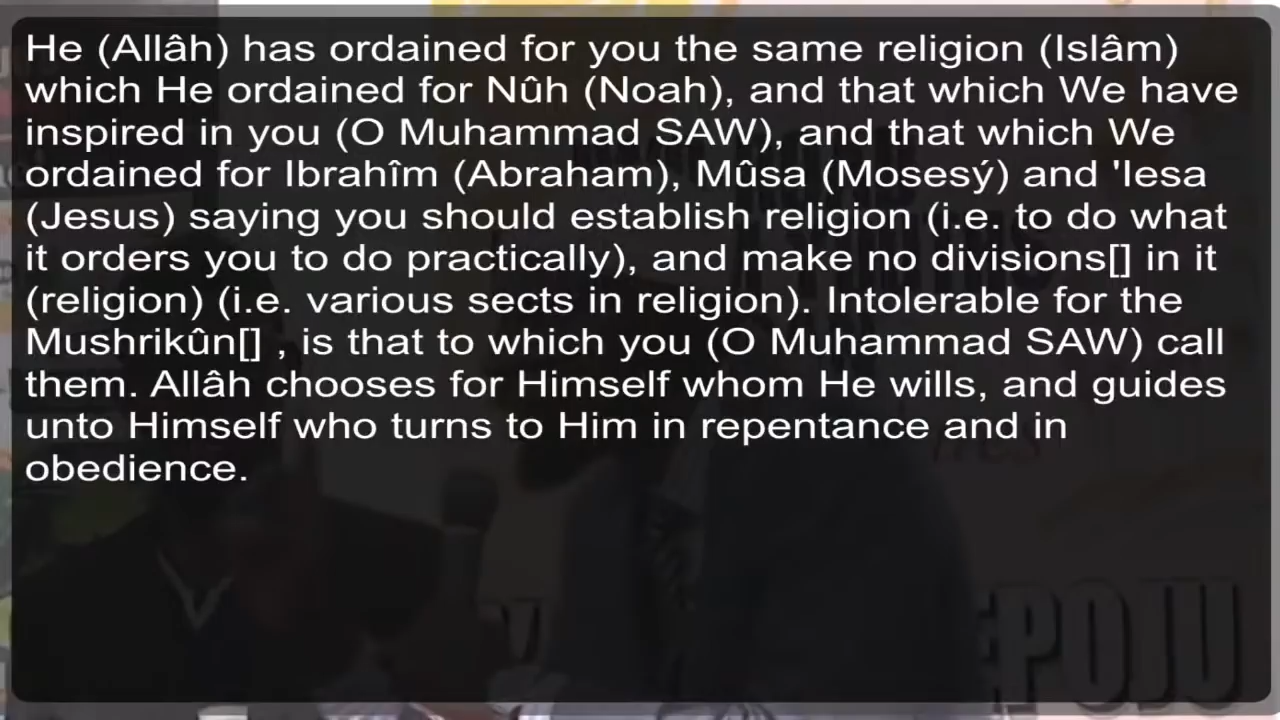 He (Allâh) has ordained for you the same religion (Islâm)
which He ordained for Nûh (Noah), and that which We have
inspired in you (O Muhammad SAW), and that which We
ordained for Ibrahîm (Abraham), Mûsa (Mosesý) and 'Iesa
(Jesus) saying you should establish religion (i.e. to do what
it orders you to do practically), and make no divisions[] in it
(religion) (i.e. various sects in religion). Intolerable for the
Mushrikûn[] , is that to which you (O Muhammad SAW) call
them. Allâh chooses for Himself whom He wills, and guides
unto Himself who turns to Him in repentance and in
obedience.